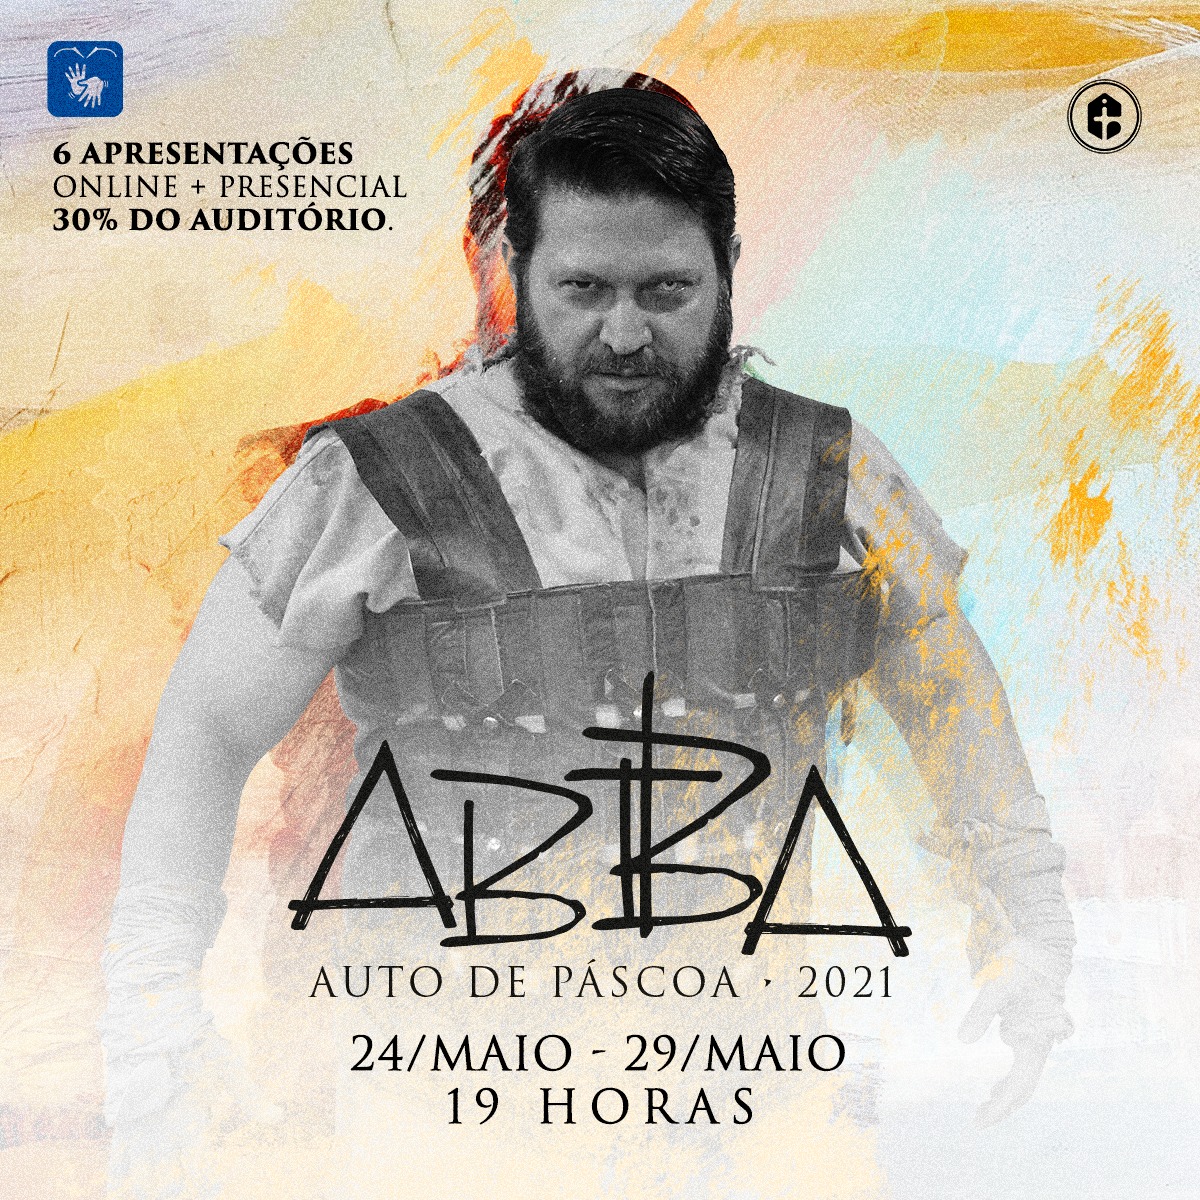 6 APRESENTAÇÕES
ONLINE + PRESENCIAL
30% DO AUDITÓRIO.
ABBA
AUTO DE PÁSCOA · 2021
24/MAIO - 29/MAIO
19 HORAS